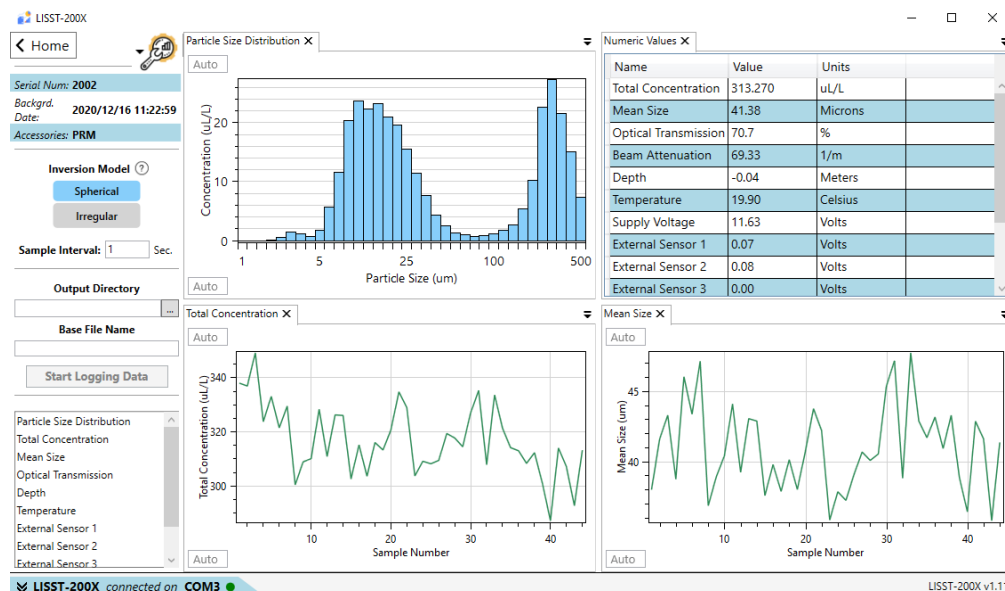 LISST-200X
Home
Serial Num: 2002
Backgrd. Date: 2020/12/16 11:22:59
Accessories: PRM
Inversion Model ?
Spherical
Irregular
Sample Interval: 1 Sec.
Output Directory
...
Base File Name
Start Logging Data
Particle Size Distribution
Total Concentration
Mean Size
Optical Transmission
Depth
Temperature
External Sensor 1
External Sensor 2
External Sensor 3
Particle Size Distribution X
Auto
Concentration (uL/L)
20
10
0
1 5 25 100 500
Particle Size (um)
Auto
Numeric Values X
Name Value Units
Total Concentration 313.270 uL/L
Mean Size 41.38 Microns
Optical Transmission 70.7 %
Beam Attenuation 69.33 1/m
Depth -0.04 Meters
Temperature 19.90 Celsius
Supply Voltage 11.63 Volts
External Sensor 1 0.07 Volts
External Sensor 2 0.08 Volts
External Sensor 3 0.00 Volts
Total Concentration X
Auto
Total Concentration (uL/L)
340
320
300
10 20 30 40
Sample Number
Auto
Mean Size X
Auto
Mean Size (um)
45
40
10 20 30 40
Sample Number
Auto
LISST-200X connected on COM3
LISST-200X v1.1